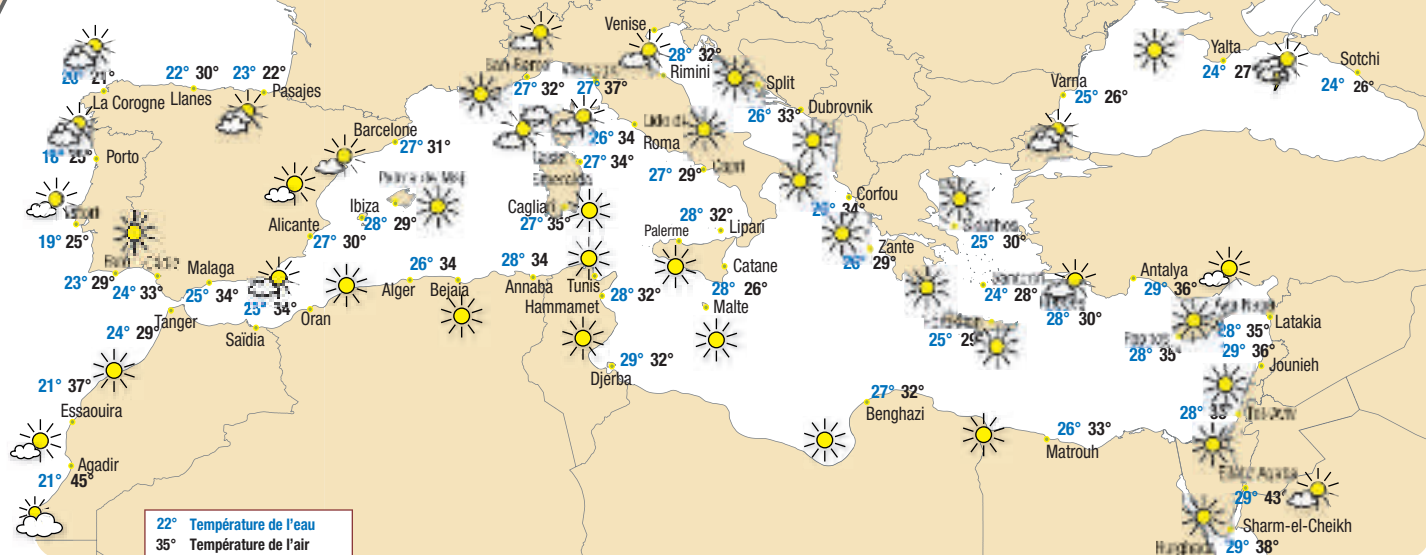 Venise
28° 32°
Rimini
21°
La Corogne
22° 30°
Llanes
23° 22°
Pasajes
27° 32°
27° 37°
Split
26° 33°
Dubrovnik
Varna
25° 26°
Yalta
24° 27°
Sotchi
24° 26°
25°
Porto
Barcelone
27° 31°
26° 34
Roma
27° 34°
27° 29°
Capri
19° 25°
Alicante
27° 30°
Ibiza
28° 29°
Cagliari
27° 35°
28° 32°
Lipari
Palerme
Corfou
34°
Zante
26° 29°
25° 30°
23° 29°
24° 33°
Malaga
25° 34°
25° 34°
Saïdia
Oran
26° 34
Alger
Bejaia
28° 34
Annaba
Tunis
28° 32°
Hammamet
Catane
28° 26°
Malte
24° 28°
28° 30°
25° 29°
Antalya
29° 36°
28° 35°
28° 35°
Latakia
29° 36°
Jounieh
Tanger
24° 29°
29° 32°
Djerba
21° 37°
Essaouira
27° 32°
Benghazi
26° 33°
Matrouh
28°
Tel-Aviv
Agadir
21° 45°
29° 43°
Sharm-el-Cheikh
Hurghada
29° 38°
22° Température de l'eau
35° Température de l'air